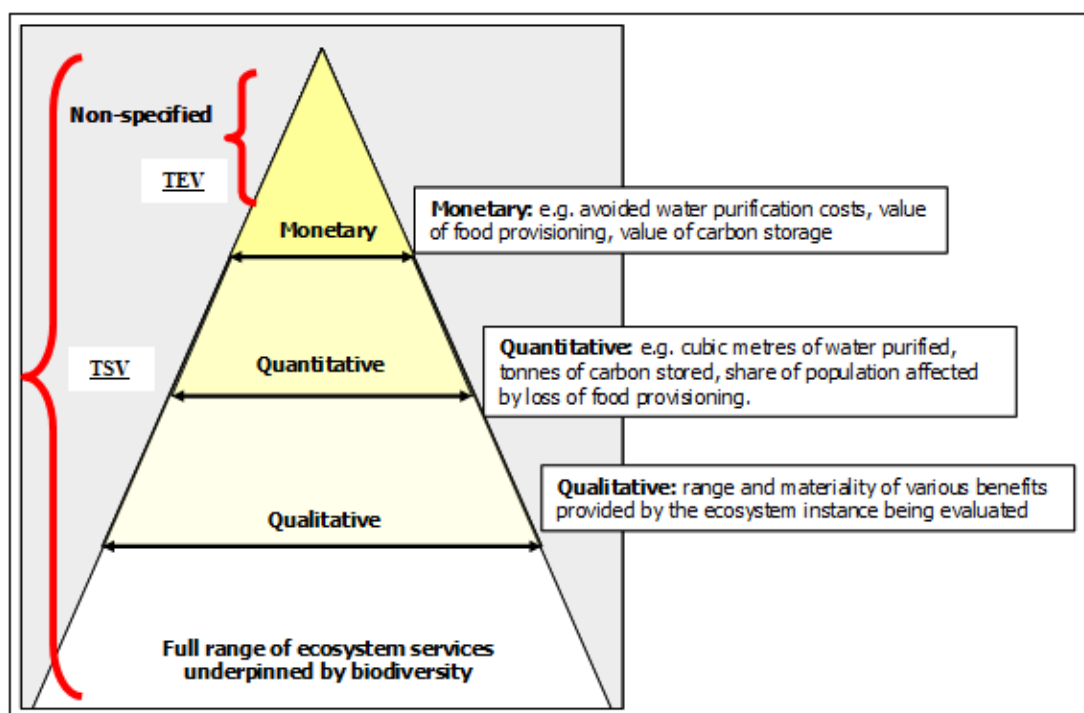 Non-specified
TEV
Monetary
Monetary: e.g. avoided water purification costs, value
of food provisioning, value of carbon storage
TSV
Quantitative
Quantitative: e.g. cubic metres of water purified,
tonnes of carbon stored, share of population affected
by loss of food provisioning.
Qualitative
Qualitative: range and materiality of various benefits
provided by the ecosystem instance being evaluated
Full range of ecosystem services
underpinned by biodiversity